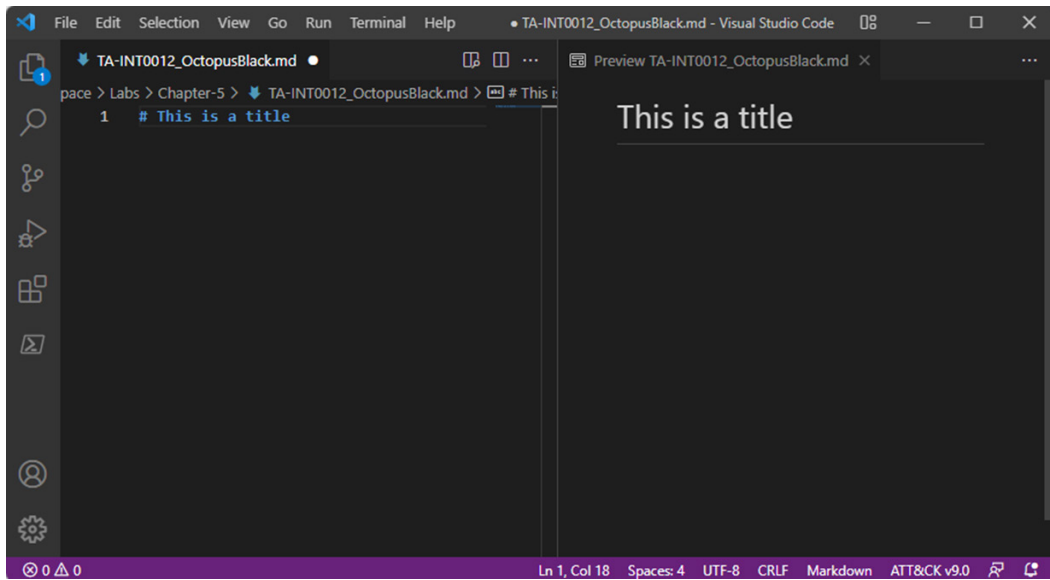 File Edit Selection View Go Run Terminal Help ● TA-INT0012_OctopusBlack.md - Visual Studio Code
TA-INT0012_OctopusBlack.md ●
pace > Labs > Chapter-5 > TA-INT0012_OctopusBlack.md > # This is
1 # This is a title
Preview TA-INT0012_OctopusBlack.md
This is a title
1
0 0 Ln 1, Col 18 Spaces: 4 UTF-8 CRLF Markdown ATT&CK v9.0